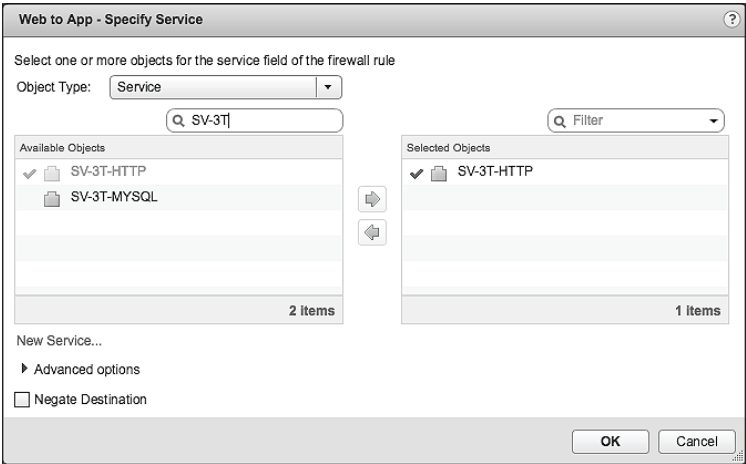 Web to App - Specify Service
?
Select one or more objects for the service field of the firewall rule
Object Type: Service
SV-3T
Filter
Available Objects
SV-3T-HTTP
SV-3T-MYSQL
2 items
Selected Objects
SV-3T-HTTP
1 items
New Service...
Advanced options
Negate Destination
OK
Cancel